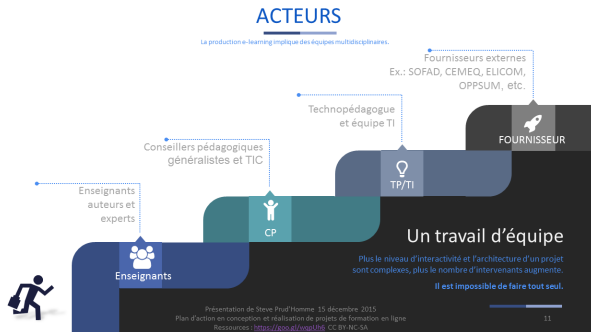 ACTEURS
La production e-learning implique des équipes multidisciplinaires.
Fournisseurs externes
Ex.: SOFAD, CEMEQ, ELICOM,
OPPSUM, etc.
Technopédagogue
et équipe TI
Conseillers pédagogiques
généralistes et TIC
Enseignants
auteurs et
experts
FOURNISSEUR
TP/TI
CP
Enseignants
Un travail d’équipe
Plus le niveau d’interactivité et l’architecture d’un projet
sont complexes, plus le nombre d’intervenants augmente.
Il est impossible de faire tout seul.
Présentation de Steve Prud’Homme 15 décembre 2015
Plan d’action en conception et réalisation de projets de formation en ligne
Ressources : CC BY-NC-SA
11